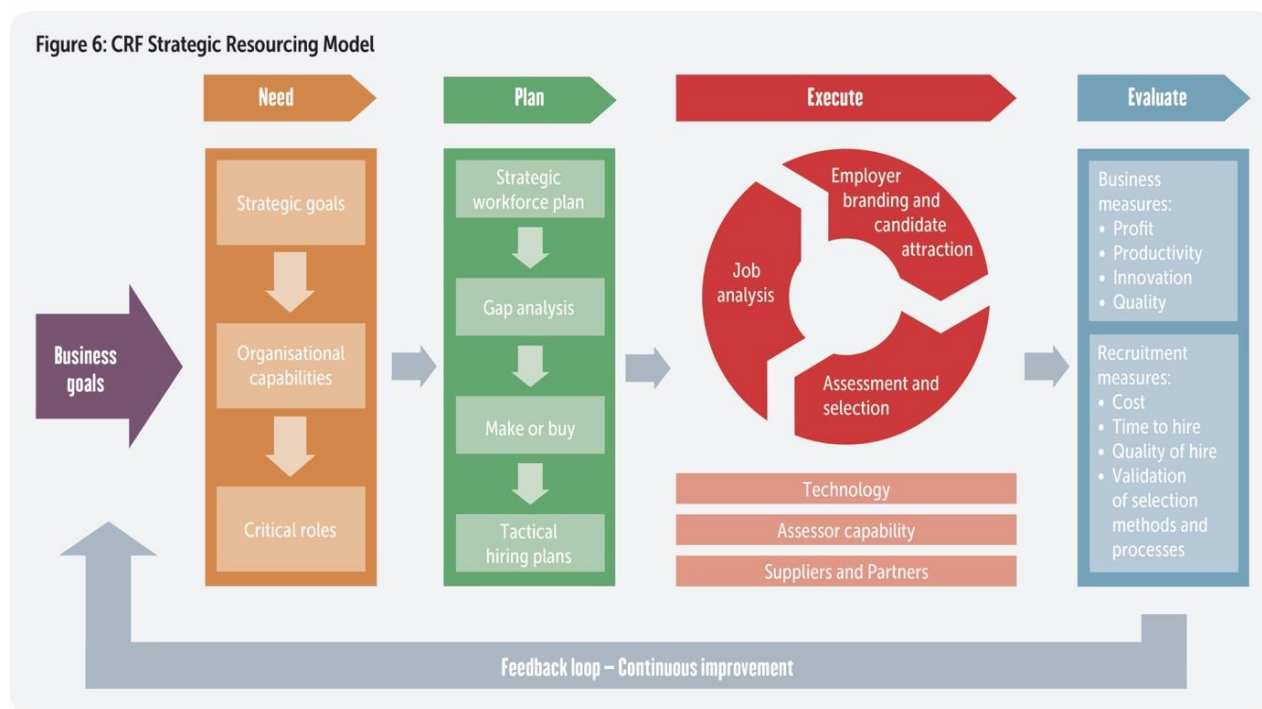 Figure 6: CRF Strategic Resourcing Model
Need
Plan
Execute
Evaluate
Business
goals
Strategic goals
Organisational
capabilities
Critical roles
Strategic
workforce plan
Gap analysis
Make or buy
Tactical
hiring plans
Job
analysis
Employer
branding and
candidate
attraction
Assessment and
selection
Technology
Assessor capability
Suppliers and Partners
Business
measures:
• Profit
• Productivity
• Innovation
• Quality
Recruitment
measures:
• Cost
• Time to hire
• Quality of hire
• Validation
of selection
methods and
processes
Feedback loop – Continuous improvement